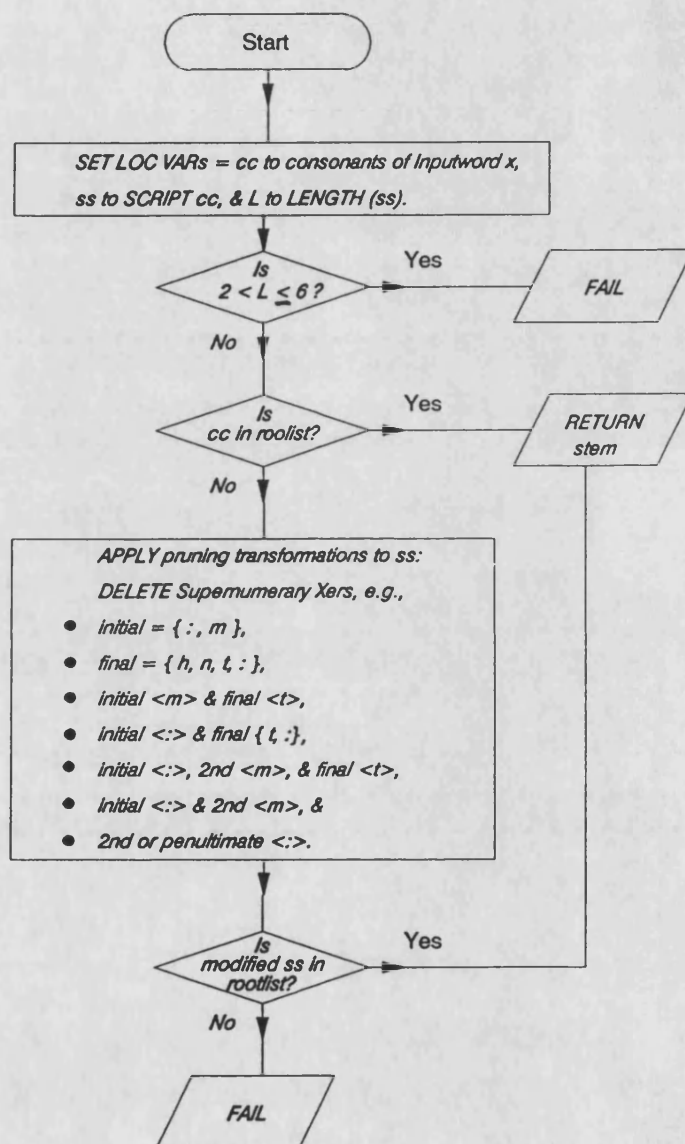 Start
SET LOC VARs = cc to consonants of Inputword x,
ss to SCRIPT cc, & L to LENGTH (ss).
Is
2 < L ≤ 6 ?
Yes
FAIL
No
Is
cc in roolist?
Yes
RETURN
stem
No
APPLY pruning transformations to ss:
DELETE Supernumerary Xers, e.g.,
● initial = { : , m },
● final = { h, n, t, : },
● initial <m> & final <t>,
● initial <:> & final { t, :},
● initial <:>, 2nd <m>, & final <t>,
● initial <:> & 2nd <m>, &
● 2nd or penultimate <:>.
Is
modified ss in
rootlist?
Yes
No
FAIL